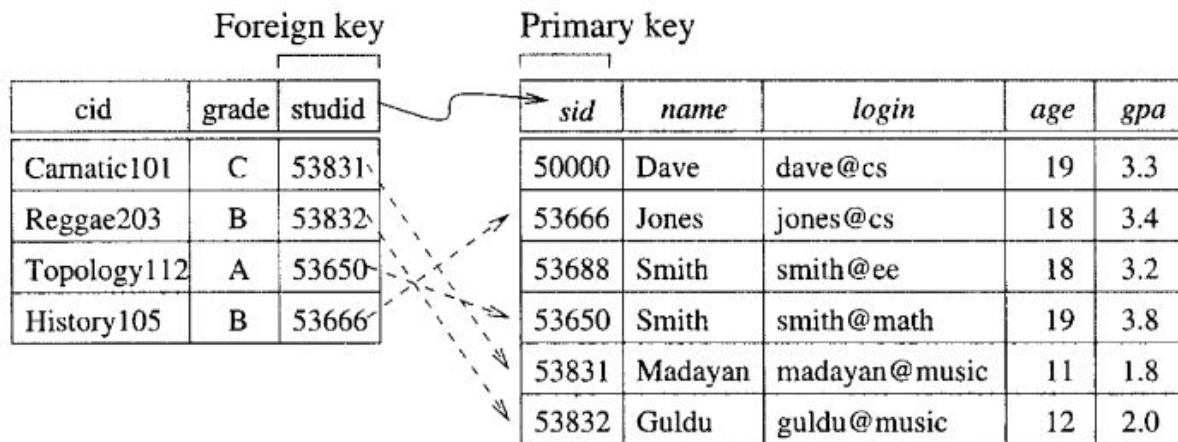 Foreign key Primary key
cid grade studid sid name login age gpa
Carnatic101 C 53831 50000 Dave dave@cs 19 3.3
Reggae203 B 53832 53666 Jones jones@cs 18 3.4
Topology112 A 53650 53688 Smith smith@ee 18 3.2
History105 B 53666 53650 Smith smith@math 19 3.8
53831 Madayan madayan@music 11 1.8
53832 Guldu guldu@music 12 2.0